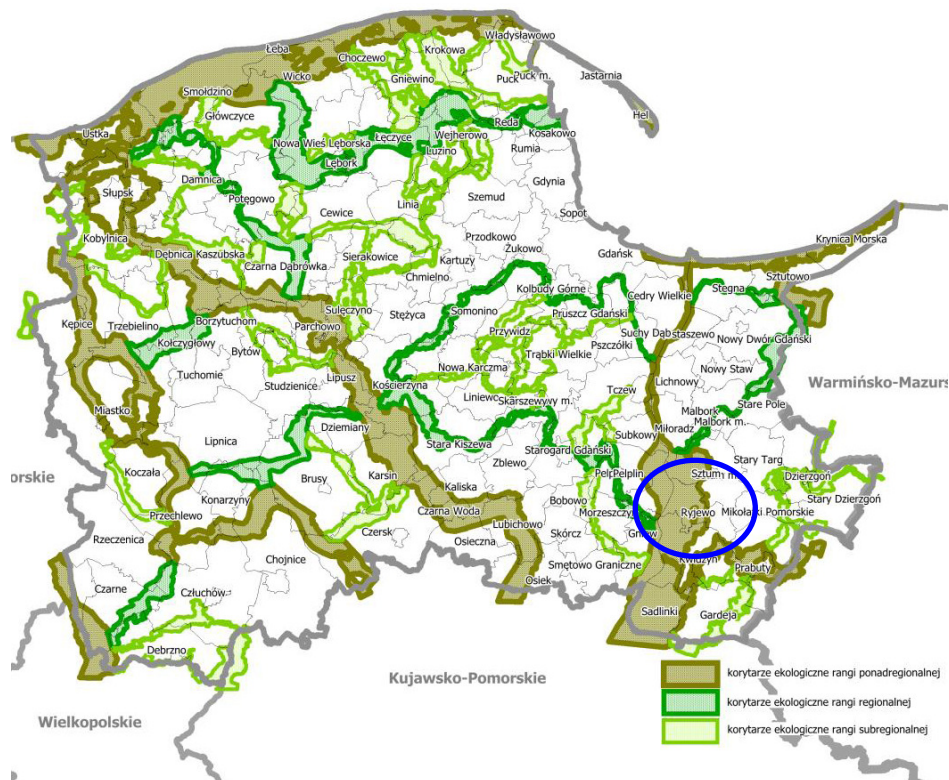 Władysławowo
Łeba
Krokowa
Choczewo
Wicko
Gniewino
Puck
Puck m.
Jastarnia
Smołdzino
Hel
Główczyce
Reda
Ustka
Łęczyce
Wejherowo
Kosakowo
Nowa Wieś Lęborska
Luzino
Rumia
Lębork
Damnica
Gdynia
Słupsk
Potęgowo
Linia
Szemud
Cewice
Sopot
Kobylnica
Przodkowo
Krynica Morska
Dębnica Kaszubska
Żukowo
Sierakowice
Kartuzy
Gdańsk
Czarna Dąbrówka
Chmielno
Sztutowo
Kolbudy Górne
Cedry Wielkie
Stegna
Sulęczyno
Stężyca
Somonino
Pruszcz Gdański
Kępice
Trzebielino
Borzytuchom
Parchowo
Przywidz
Suchy Dąb
staszewo
Kołczygłowy
Trąbki Wielkie
Pszczółki
Nowy Dwór Gdański
Bytów
Nowa Karczma
Nowy Staw
Tuchomie
Studzienice
Lipusz
Kościerzyna
Tczew
Lichnowy
Warmińsko-Mazurs
Liniewo
Skarszewy
y m.
Stare Pole
Miastko
Malbork
Malbork m.
Dziemiany
Subkowy
Miłoradz
Lipnica
Stara Kiszewa
Starogard Gdański
Stary Targ
Koczała
Zblewo
Pelplin
Sztum
orskie
Brusy
Karsin
Kaliska
Dzierzgoń
Konarzyny
Bobowo
Morzeszczyn
Stary Dzierzgoń
Przechlewo
Czarna Woda
Ryjewo
Mikołajki Pomorskie
Lubichowo
Rzeczenica
Czersk
Osieczna
Skórcz
Gniew
Chojnice
Smętowo Graniczne
Kwidzyn
Prabuty
Czarne
Człuchów
Osiek
Sadlinki
Gardeja
Debrzno
Kujawsko-Pomorskie
korytarze ekologiczne rangi ponadregionalnej
korytarze ekologiczne rangi regionalnej
Wielkopolskie
korytarze ekologiczne rangi subregionalnej